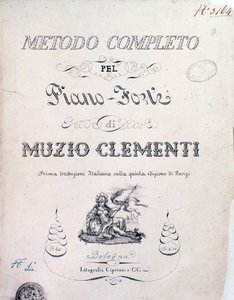 METODO COMPLETO
PEL
Piano-Forte
di
MUZIO CLEMENTI
Prima traduzione Italiana sulla quinta edizione di Parigi
Bologna
Litografia Cipriani e CC.